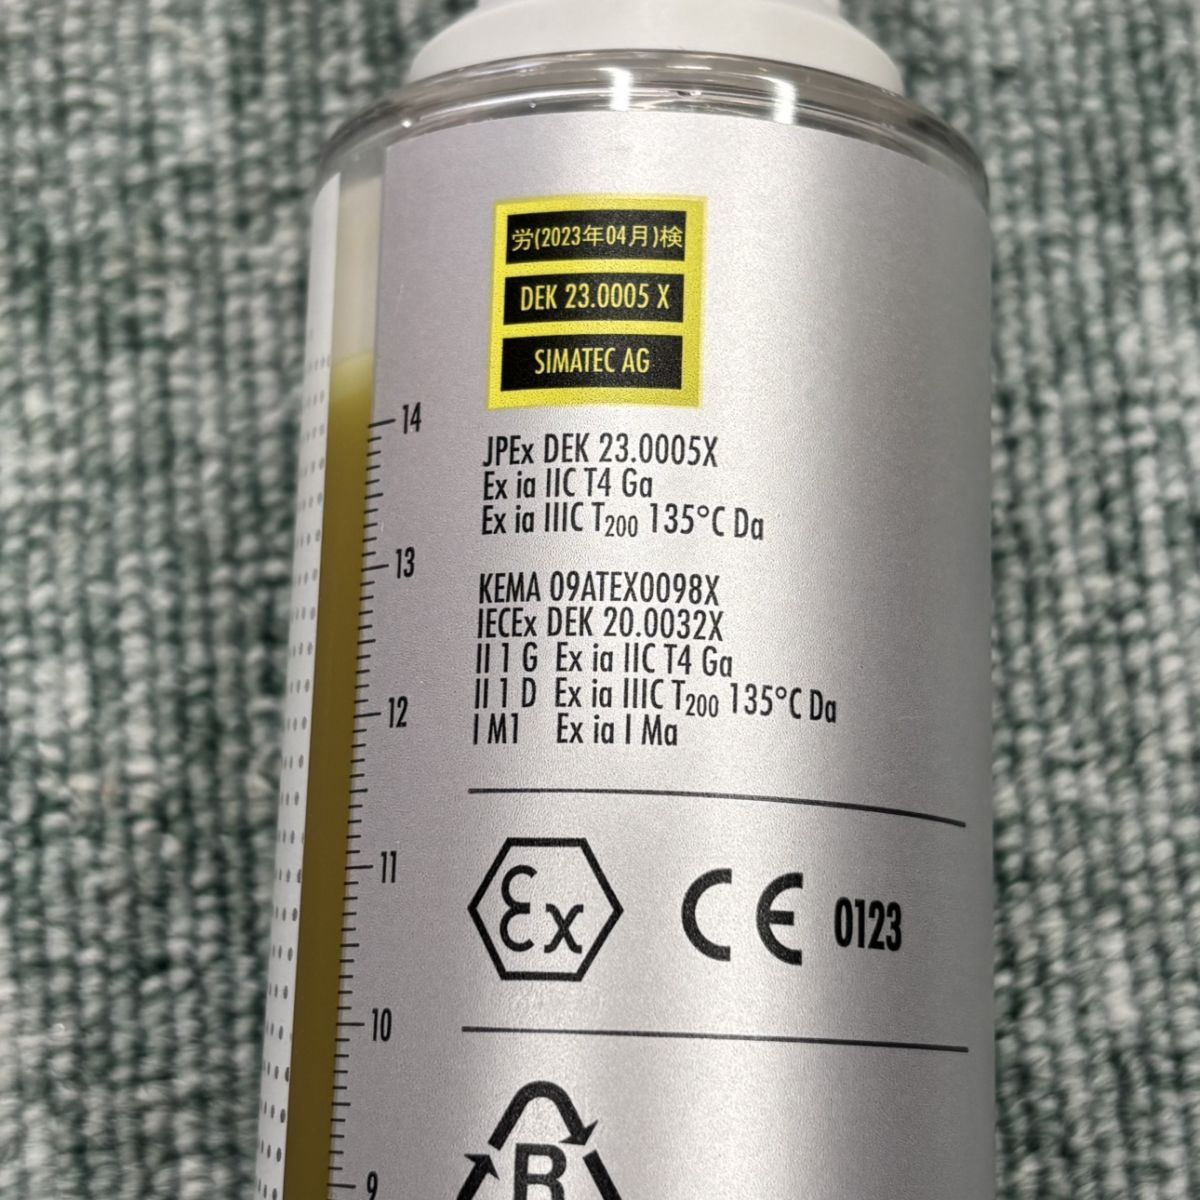 労(2023年04月)検
DEK 23.0005 X
SIMATEC AG
14
JPEx DEK 23.0005X
Ex ia IIC T4 Ga
Ex ia IIIC T200 135°C Da
13
KEMA 09ATEX0098X
IECEx DEK 20.0032X
II 1 G Ex ia IIC T4 Ga
II 1 D Ex ia IIIC T200 135°C Da
12
I M1 Ex ia I Ma
11
Ex
CE 0123
10
R
9